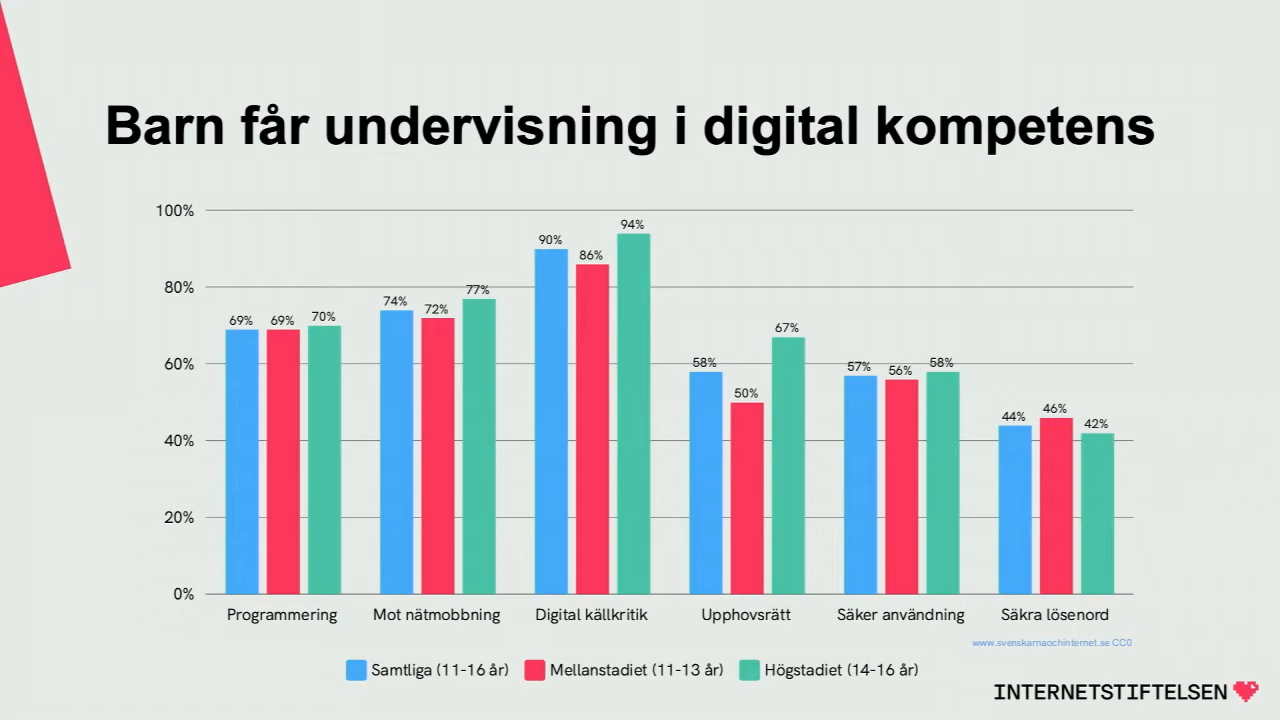 Barn får undervisning i digital kompetens
100%
80%
60%
40%
20%
0%
69% 69% 70%
74% 72% 77%
90% 86% 94%
58% 50% 67%
57% 56% 58%
44% 46% 42%
Programmering Mot nätmobbning Digital källkritik Upphovsrätt Säker användning Säkra lösenord
www.svenskarnaochinternet.se CC0
Samtliga (11-16 år) Mellanstadiet (11-13 år) Högstadiet (14-16 år)
INTERNETSTIFTELSEN